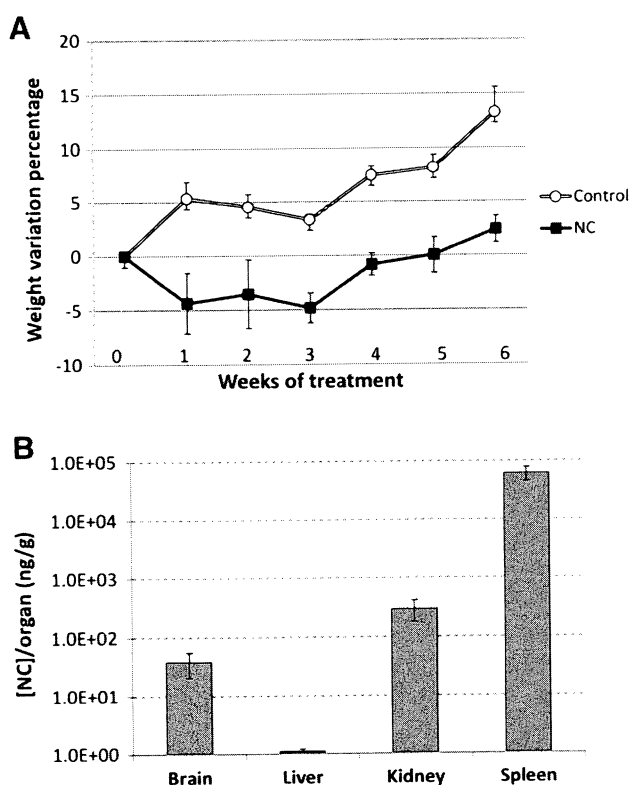 A
Weight variation percentage
20
15
10
5
0
-5
-10
0 1 2 3 4 5 6
Weeks of treatment
Control
NC
B
[NC]/organ (ng/g)
1.0E+05
1.0E+04
1.0E+03
1.0E+02
1.0E+01
1.0E+00
Brain Liver Kidney Spleen